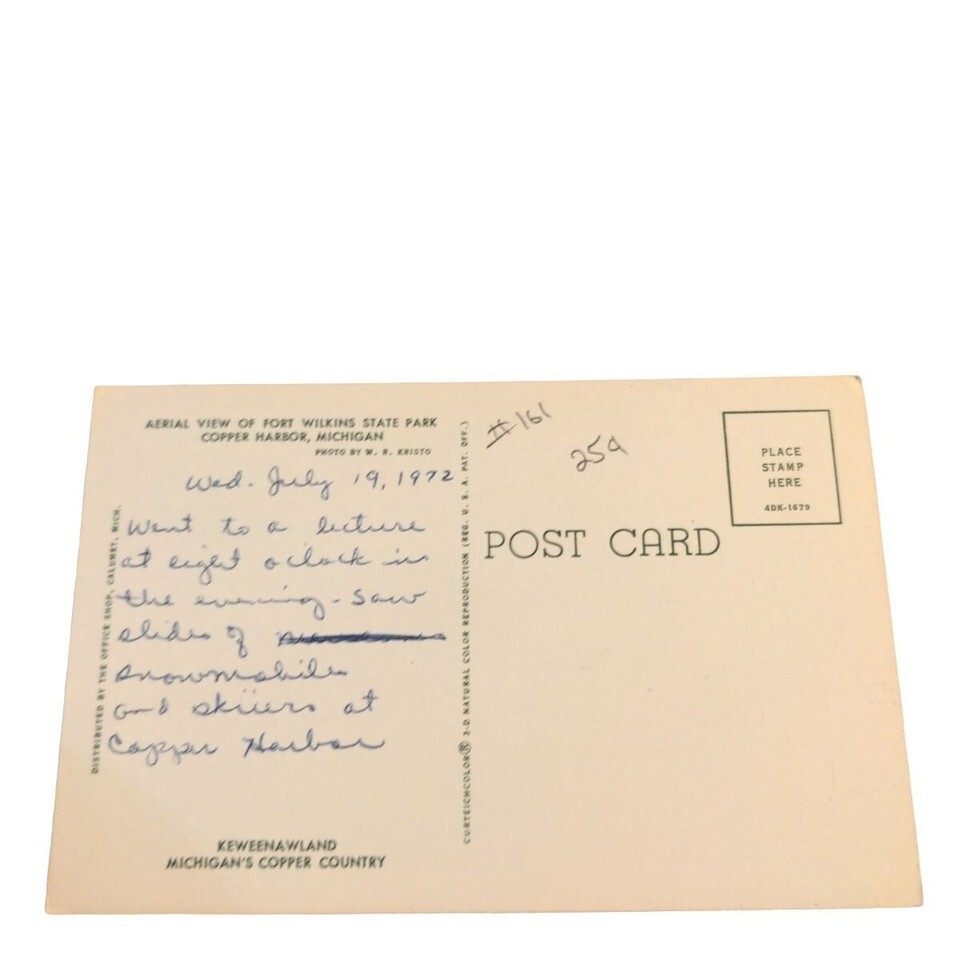 AERIAL VIEW OF FORT WILKINS STATE PARK
COPPER HARBOR, MICHIGAN
PHOTO BY W. R. KRISTO
Wed. July 19, 1972
Went to a lecture
at eight o'clock in
the evening. Saw
slides of
snowmobiles
and skiiers at
Copper Harbor
KEWEENAWLAND
MICHIGAN'S COPPER COUNTRY
DISTRIBUTED BY THE OFFICE SHOP, CALUMET, MICH.
CURTEICHCOLOR® 3-D NATURAL COLOR REPRODUCTION (REG. U. S. A. PAT. OFF.)
#161
259
POST CARD
PLACE
STAMP
HERE
4DK-1679